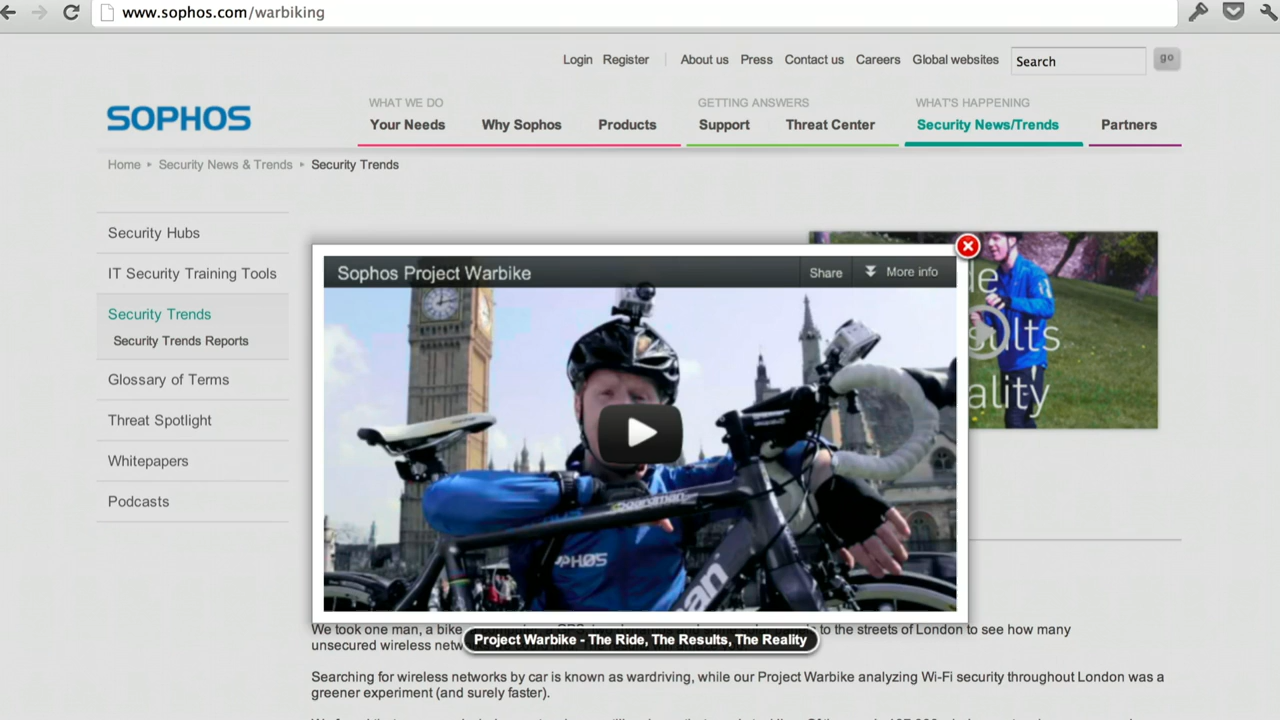 www.sophos.com/warbiking
Login Register About us Press Contact us Careers Global websites Search go
WHAT WE DO GETTING ANSWERS WHAT'S HAPPENING
SOPHOS
Your Needs Why Sophos Products Support Threat Center Security News/Trends Partners
Home Security News & Trends Security Trends
Security Hubs
IT Security Training Tools
Security Trends
Security Trends Reports
Glossary of Terms
Threat Spotlight
Whitepapers
Podcasts
Sophos Project Warbike Share More info
boardman
SOPHOS
We took one man, a bike to the streets of London to see how many
unsecured wireless
Project Warbike - The Ride, The Results, The Reality
Searching for wireless networks by car is known as wardriving, while our Project Warbike analyzing Wi-Fi security throughout London was a
greener experiment (and surely faster).